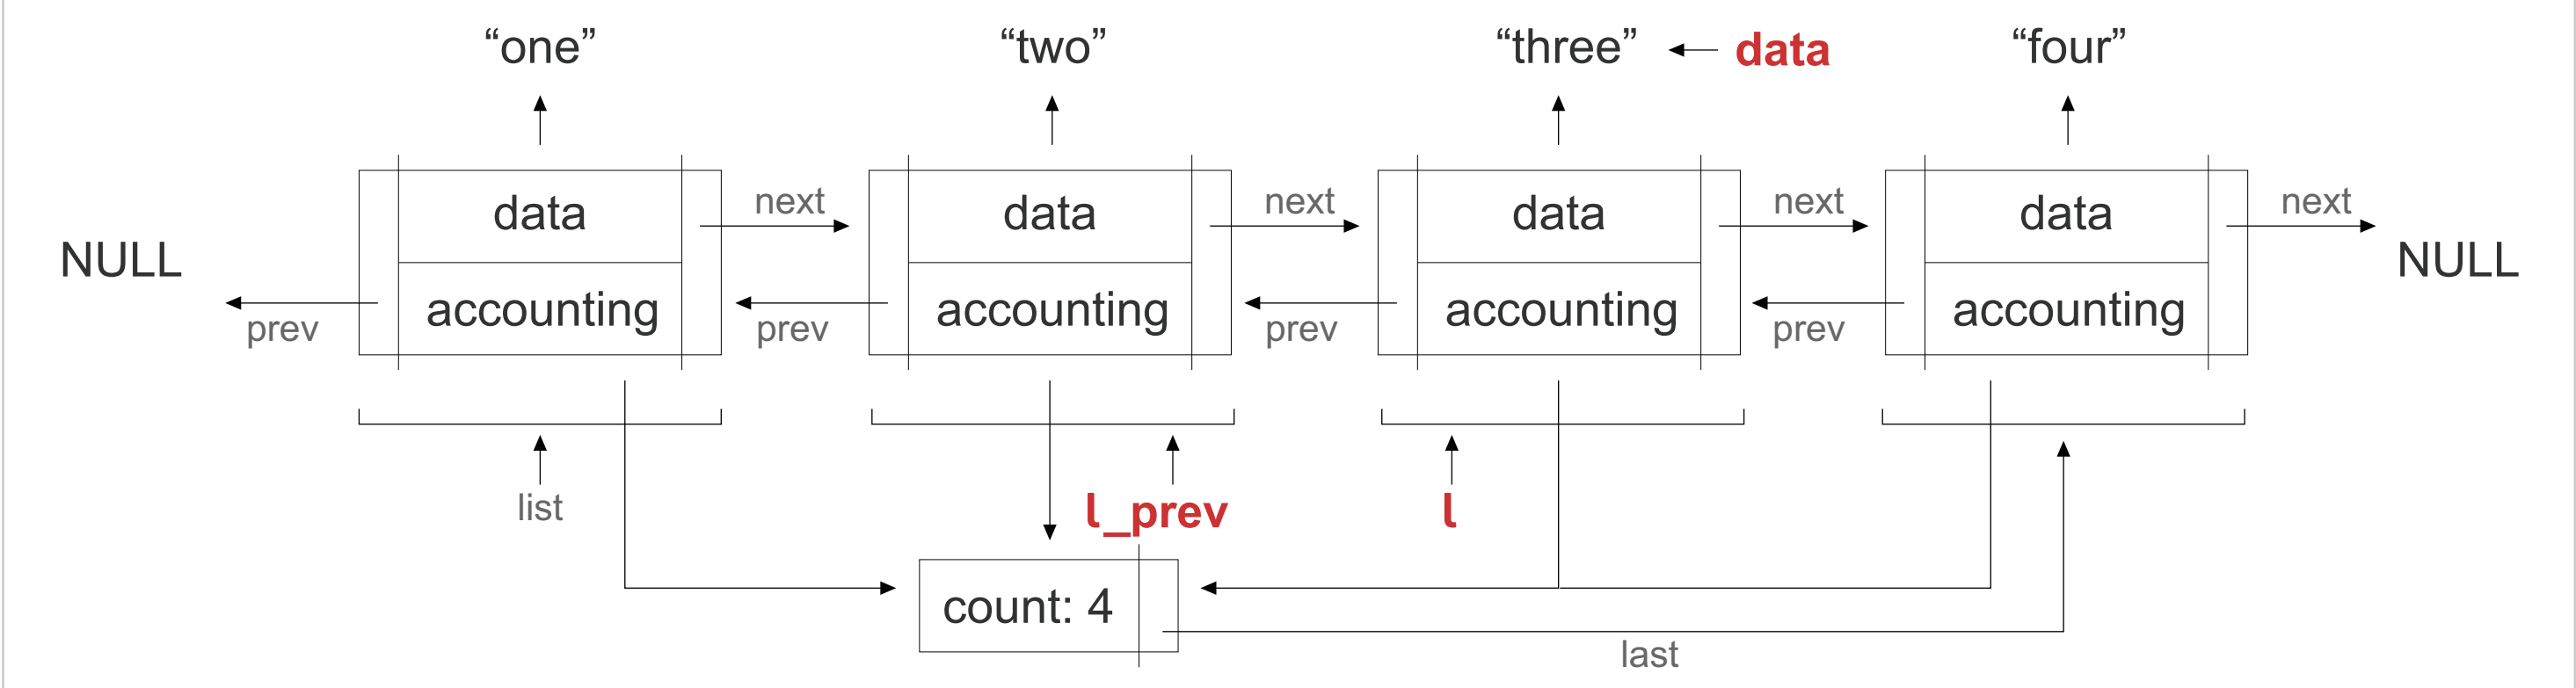 “one”
“two”
“three”
data
“four”
data
next
data
next
data
next
data
next
NULL
NULL
accounting
accounting
accounting
accounting
prev
prev
prev
prev
list
l_prev
l
count: 4
last